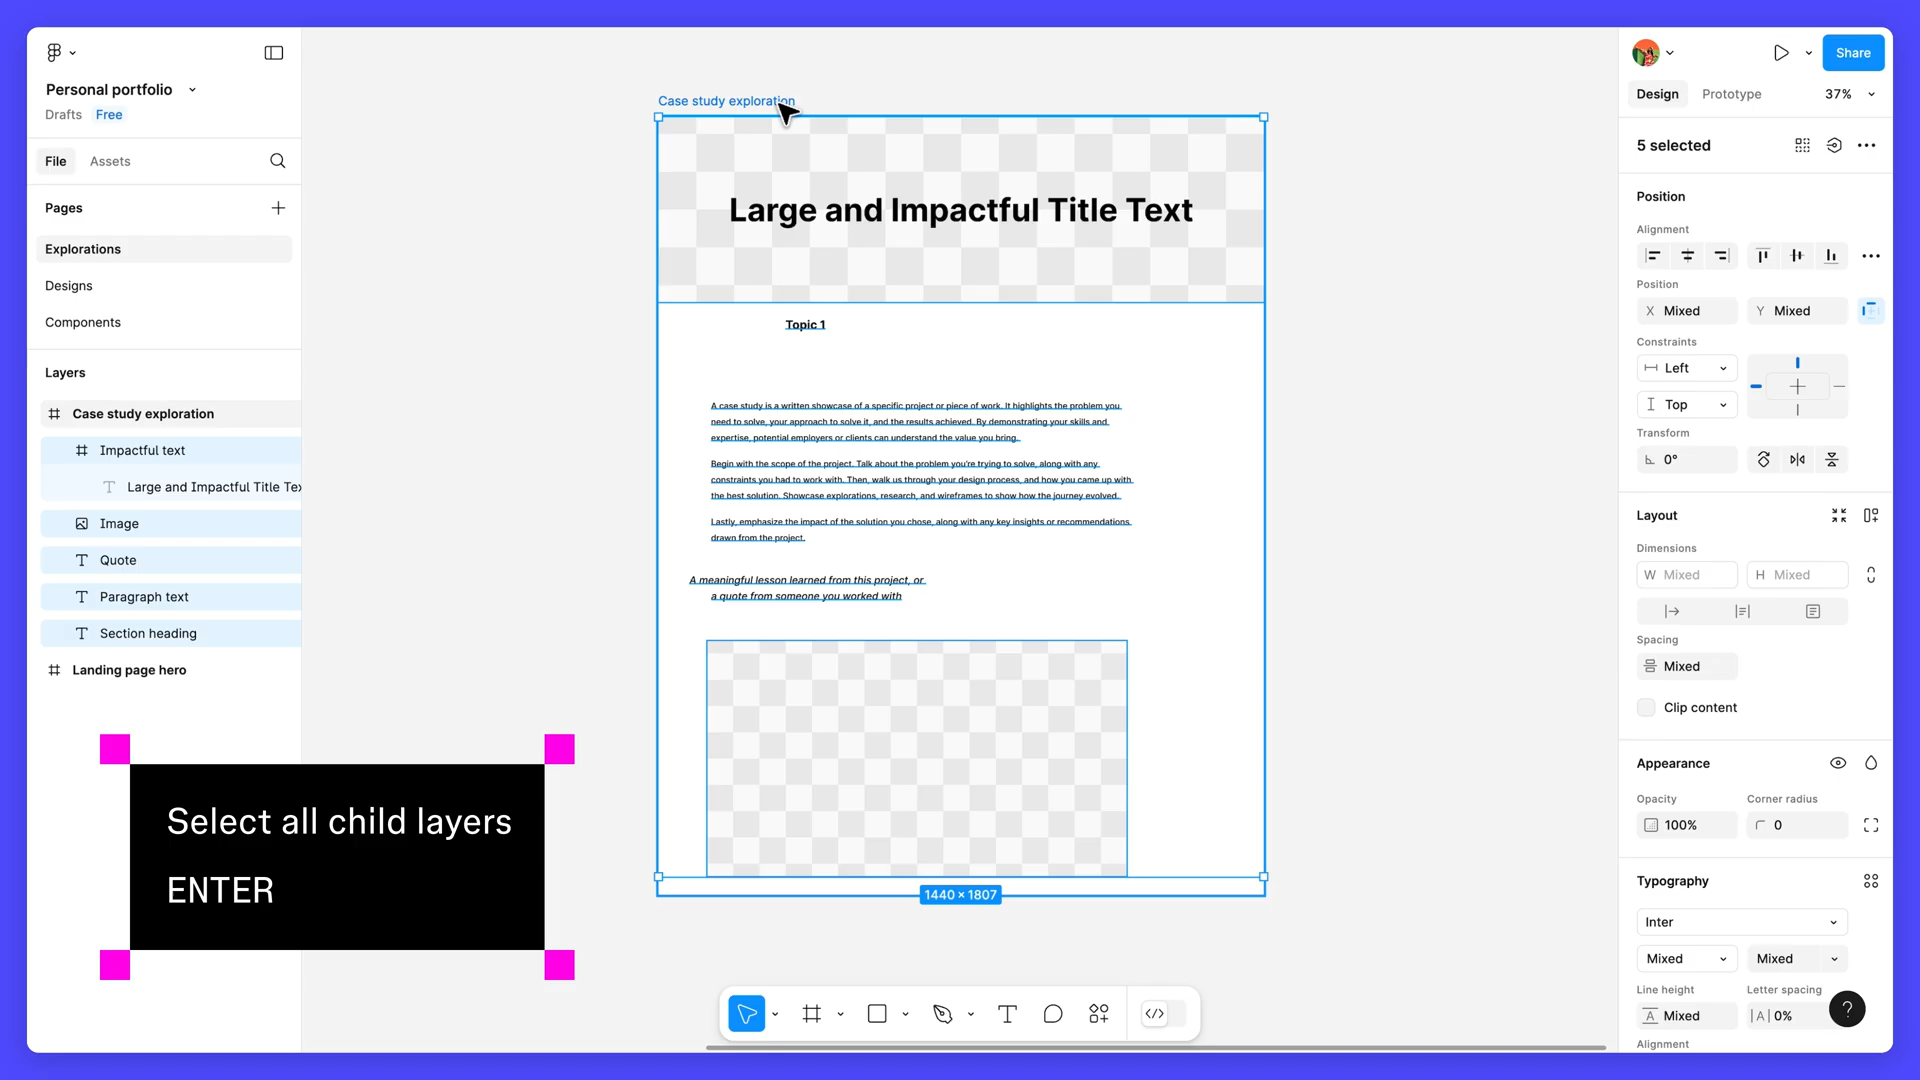 Personal portfolio
Drafts
Free
File
Assets
Pages
Explorations
Designs
Components
Layers
Case study exploration
Impactful text
Large and Impactful Title Tex
Image
Quote
Paragraph text
Section heading
Landing page hero
Select all child layers
ENTER
Case study exploration
Large and Impactful Title Text
Topic 1
A case study is a written showcase of a specific project or piece of work. It highlights the problem you
need to solve, your approach to solve it, and the results achieved. By demonstrating your skills and
expertise, potential employers or clients can understand the value you bring.
Begin with the scope of the project. Talk about the problem you're trying to solve, along with any
constraints you had to work with. Then, walk us through your design process, and how you came up with
the best solution. Showcase explorations, research, and wireframes to show how the journey evolved.
Lastly, emphasize the impact of the solution you chose, along with any key insights or recommendations
drawn from the project.
A meaningful lesson learned from this project, or
a quote from someone you worked with
1440 × 1807
Share
Design
Prototype
37%
5 selected
Position
Alignment
Position
X Mixed
Y Mixed
Constraints
Left
Top
Transform
0°
Layout
Dimensions
W Mixed
H Mixed
Spacing
Mixed
Clip content
Appearance
Opacity
Corner radius
100%
0
Typography
Inter
Mixed
Mixed
Line height
Letter spacing
A Mixed
|A| 0%
?
Alignment